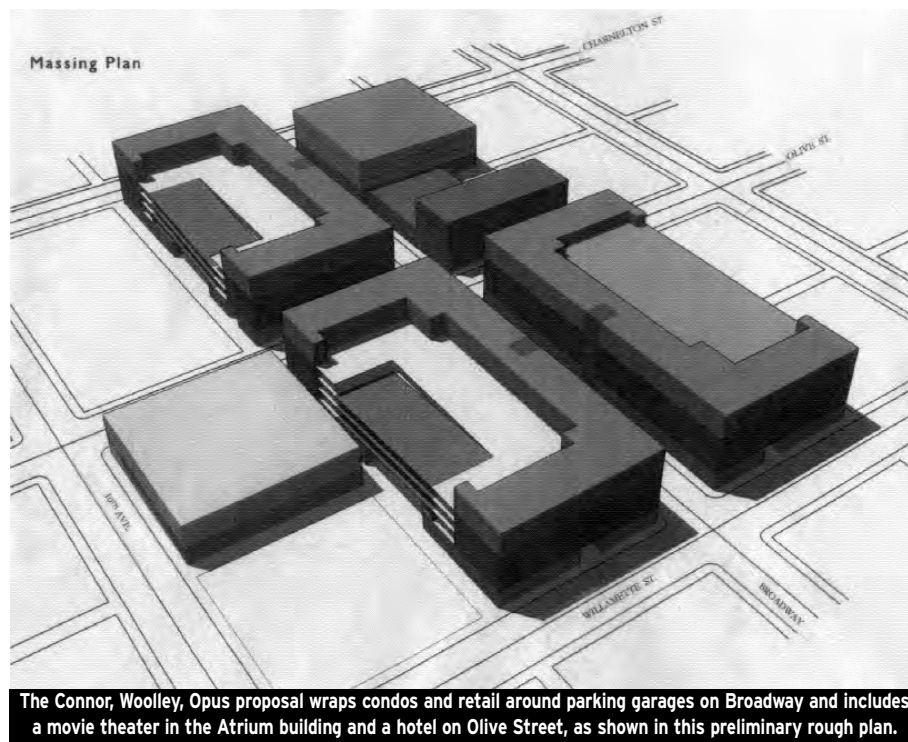 Massing Plan
CHARNELTON ST
OLIVE ST.
10TH AVE.
WILLAMETTE ST.
BROADWAY
The Connor, Woolley, Opus proposal wraps condos and retail around parking garages on Broadway and includes
a movie theater in the Atrium building and a hotel on Olive Street, as shown in this preliminary rough plan.